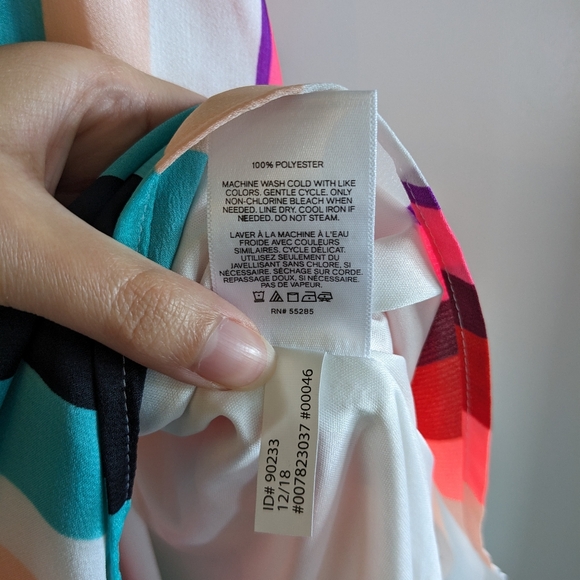 100% POLYESTER
MACHINE WASH COLD WITH LIKE
COLORS. GENTLE CYCLE. ONLY
NON-CHLORINE BLEACH WHEN
NEEDED. LINE DRY. COOL IRON IF
NEEDED. DO NOT STEAM.
LAVER À LA MACHINE À L'EAU
FROIDE AVEC COULEURS
SIMILAIRES. CYCLE DÉLICAT.
UTILISEZ SEULEMENT DU
JAVELLISANT SANS CHLORE, SI
NÉCESSAIRE. SÉCHAGE SUR CORDE.
REPASSAGE DOUX, SI NÉCESSAIRE.
PAS DE VAPEUR.
RN# 55285
ID# 90233
12/18
#007823037 #00046